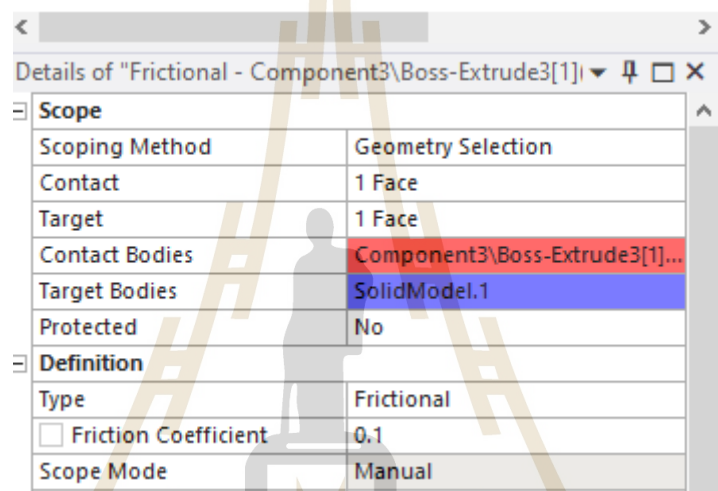 Details of "Frictional - Component3\Boss-Extrude3[1](
Scope
Scoping Method Geometry Selection
Contact 1 Face
Target 1 Face
Contact Bodies Component3\Boss-Extrude3[1]...
Target Bodies SolidModel.1
Protected No
Definition
Type Frictional
Friction Coefficient 0.1
Scope Mode Manual